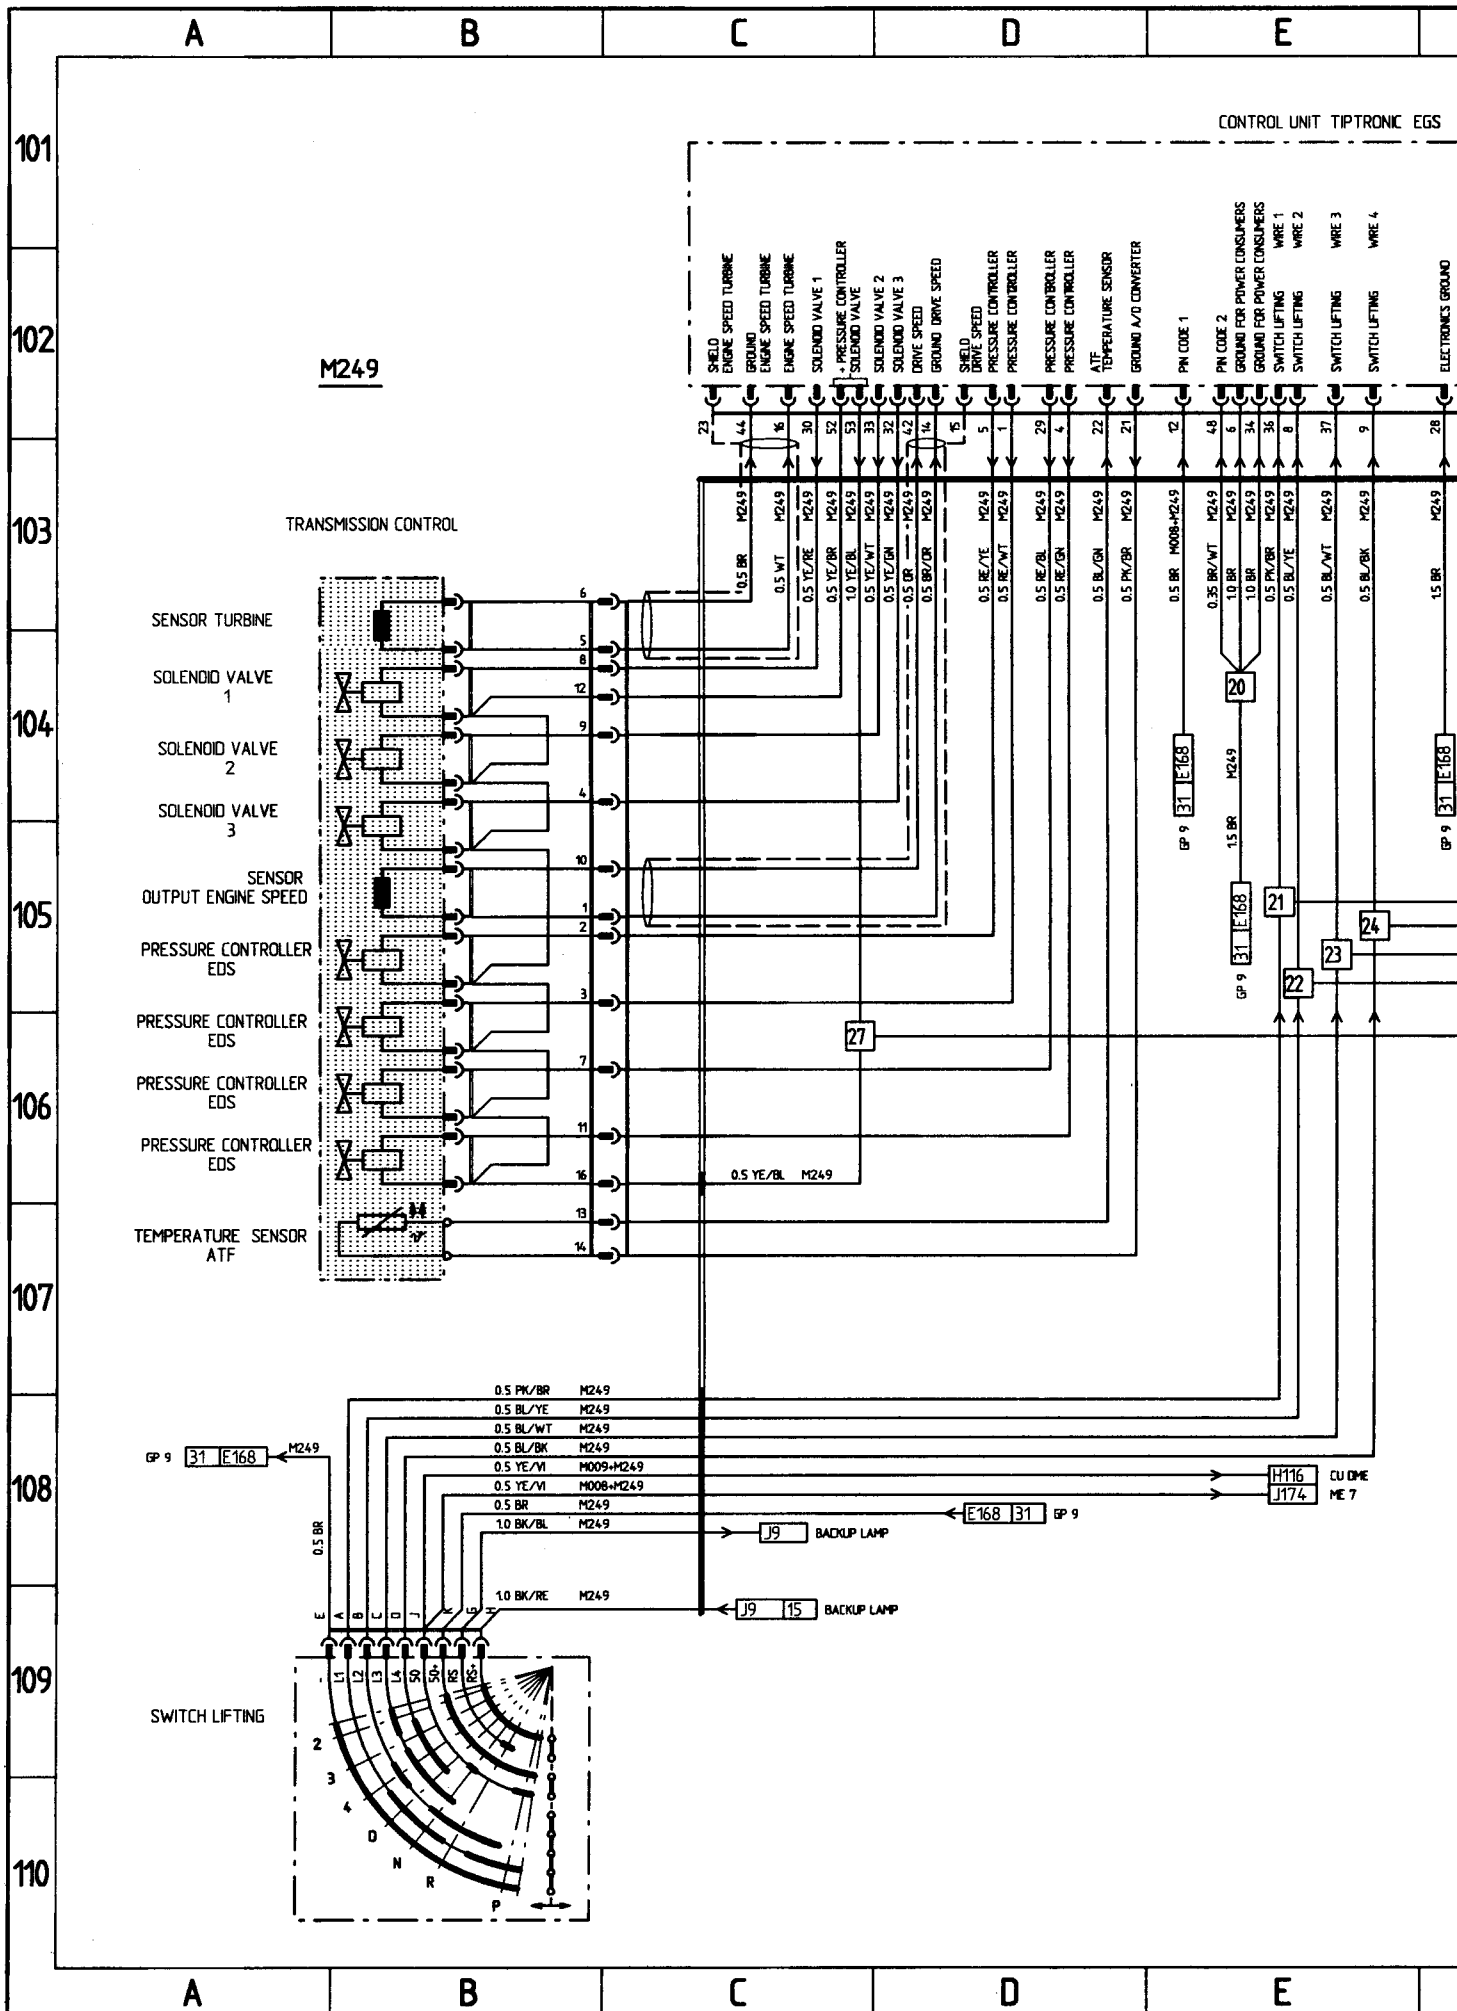 A B C D E
101
102
103
104
105
106
107
108
109
110
CONTROL UNIT TIPTRONIC EGS
M249
SHIELD
ENGINE SPEED TURBINE
GROUND
ENGINE SPEED TURBINE
ENGINE SPEED TURBINE
SOLENOID VALVE 1
+ PRESSURE CONTROLLER
SOLENOID VALVE
SOLENOID VALVE 2
SOLENOID VALVE 3
DRIVE SPEED
GROUND DRIVE SPEED
SHIELD
DRIVE SPEED
PRESSURE CONTROLLER
PRESSURE CONTROLLER
PRESSURE CONTROLLER
PRESSURE CONTROLLER
ATF
TEMPERATURE SENSOR
GROUND A/D CONVERTER
PIN CODE 1
PIN CODE 2
GROUND FOR POWER CONSUMERS
GROUND FOR POWER CONSUMERS
SWITCH LIFTING WIRE 1
SWITCH LIFTING WIRE 2
SWITCH LIFTING WIRE 3
SWITCH LIFTING WIRE 4
ELECTRONICS GROUND
23 44 16 30 52 53 33 32 42 14 15 5 1 29 4 22 21 12 48 6 34 36 8 37 9 28
0.5 BR M249
0.5 WT M249
0.5 YE/RE M249
0.5 YE/BR M249
1.0 YE/BL M249
0.5 YE/WT M249
0.5 YE/GN M249
0.5 OR M249
0.5 BR/OR M249
0.5 RE/YE M249
0.5 RE/WT M249
0.5 RE/BL M249
0.5 RE/GN M249
0.5 BL/GN M249
0.5 PK/BR M249
0.5 BR M008+M249
0.35 BR/WT M249
1.0 BR M249
1.0 BR M249
0.5 PK/BR M249
0.5 BL/YE M249
0.5 BL/WT M249
0.5 BL/BK M249
1.5 BR M249
TRANSMISSION CONTROL
SENSOR TURBINE
SOLENOID VALVE
1
SOLENOID VALVE
2
SOLENOID VALVE
3
SENSOR
OUTPUT ENGINE SPEED
PRESSURE CONTROLLER
EDS
PRESSURE CONTROLLER
EDS
PRESSURE CONTROLLER
EDS
PRESSURE CONTROLLER
EDS
TEMPERATURE SENSOR
ATF
6
5
8
12
9
4
10
1
2
3
7
11
16
13
14
0.5 YE/BL M249
20
1.5 BR M249
GP 9 31 E168
GP 9 31 E168
GP 9 31 E168
21
24
23
22
27
0.5 PK/BR M249
0.5 BL/YE M249
0.5 BL/WT M249
0.5 BL/BK M249
0.5 YE/VI M009+M249
0.5 YE/VI M008+M249
0.5 BR M249
1.0 BK/BL M249
1.0 BK/RE M249
GP 9 31 E168 M249
0.5 BR
H116 CU DME
J174 ME 7
E168 31 GP 9
J9 BACKUP LAMP
J9 15 BACKUP LAMP
E A B C D J K G H
- L1 L2 L3 L4 S0 S0+ RS RS+
SWITCH LIFTING
2
3
4
D
N
R
P
A B C D E